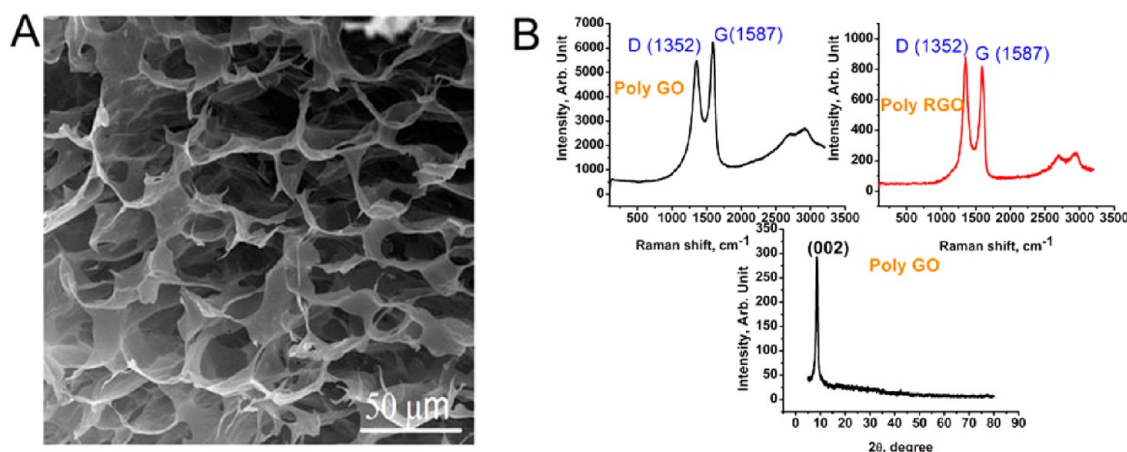 A
50 μm
B
Intensity, Arb. Unit
7000
6000
5000
4000
3000
2000
1000
0
D (1352)
G(1587)
Poly GO
500 1000 1500 2000 2500 3000 3500
Raman shift, cm⁻¹
Intensity, Arb. Unit
1000
800
600
400
200
0
D (1352)
G (1587)
Poly RGO
500 1000 1500 2000 2500 3000 3500
Raman shift, cm⁻¹
Intensity, Arb. Unit
350
300
250
200
150
100
50
0
(002)
Poly GO
0 10 20 30 40 50 60 70 80 90
2θ, degree